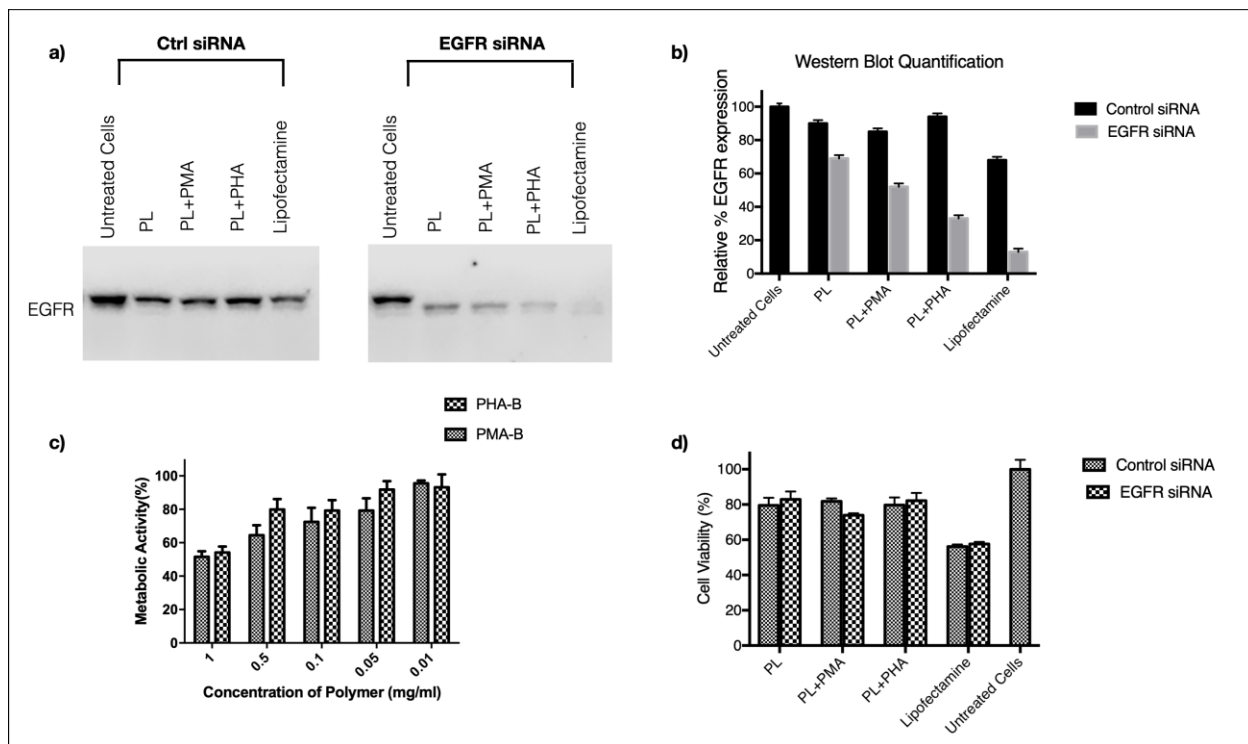 a)
Ctrl siRNA
EGFR siRNA
Untreated Cells
PL
PL+PMA
PL+PHA
Lipofectamine
Untreated Cells
PL
PL+PMA
PL+PHA
Lipofectamine
EGFR
b)
Western Blot Quantification
Relative % EGFR expression
100
80
60
40
20
0
Untreated Cells
PL
PL+PMA
PL+PHA
Lipofectamine
Control siRNA
EGFR siRNA
c)
PHA-B
PMA-B
Metabolic Activity(%)
100
80
60
40
20
0
1
0.5
0.1
0.05
0.01
Concentration of Polymer (mg/ml)
d)
Cell Viability (%)
100
80
60
40
20
0
PL
PL+PMA
PL+PHA
Lipofectamine
Untreated Cells
Control siRNA
EGFR siRNA